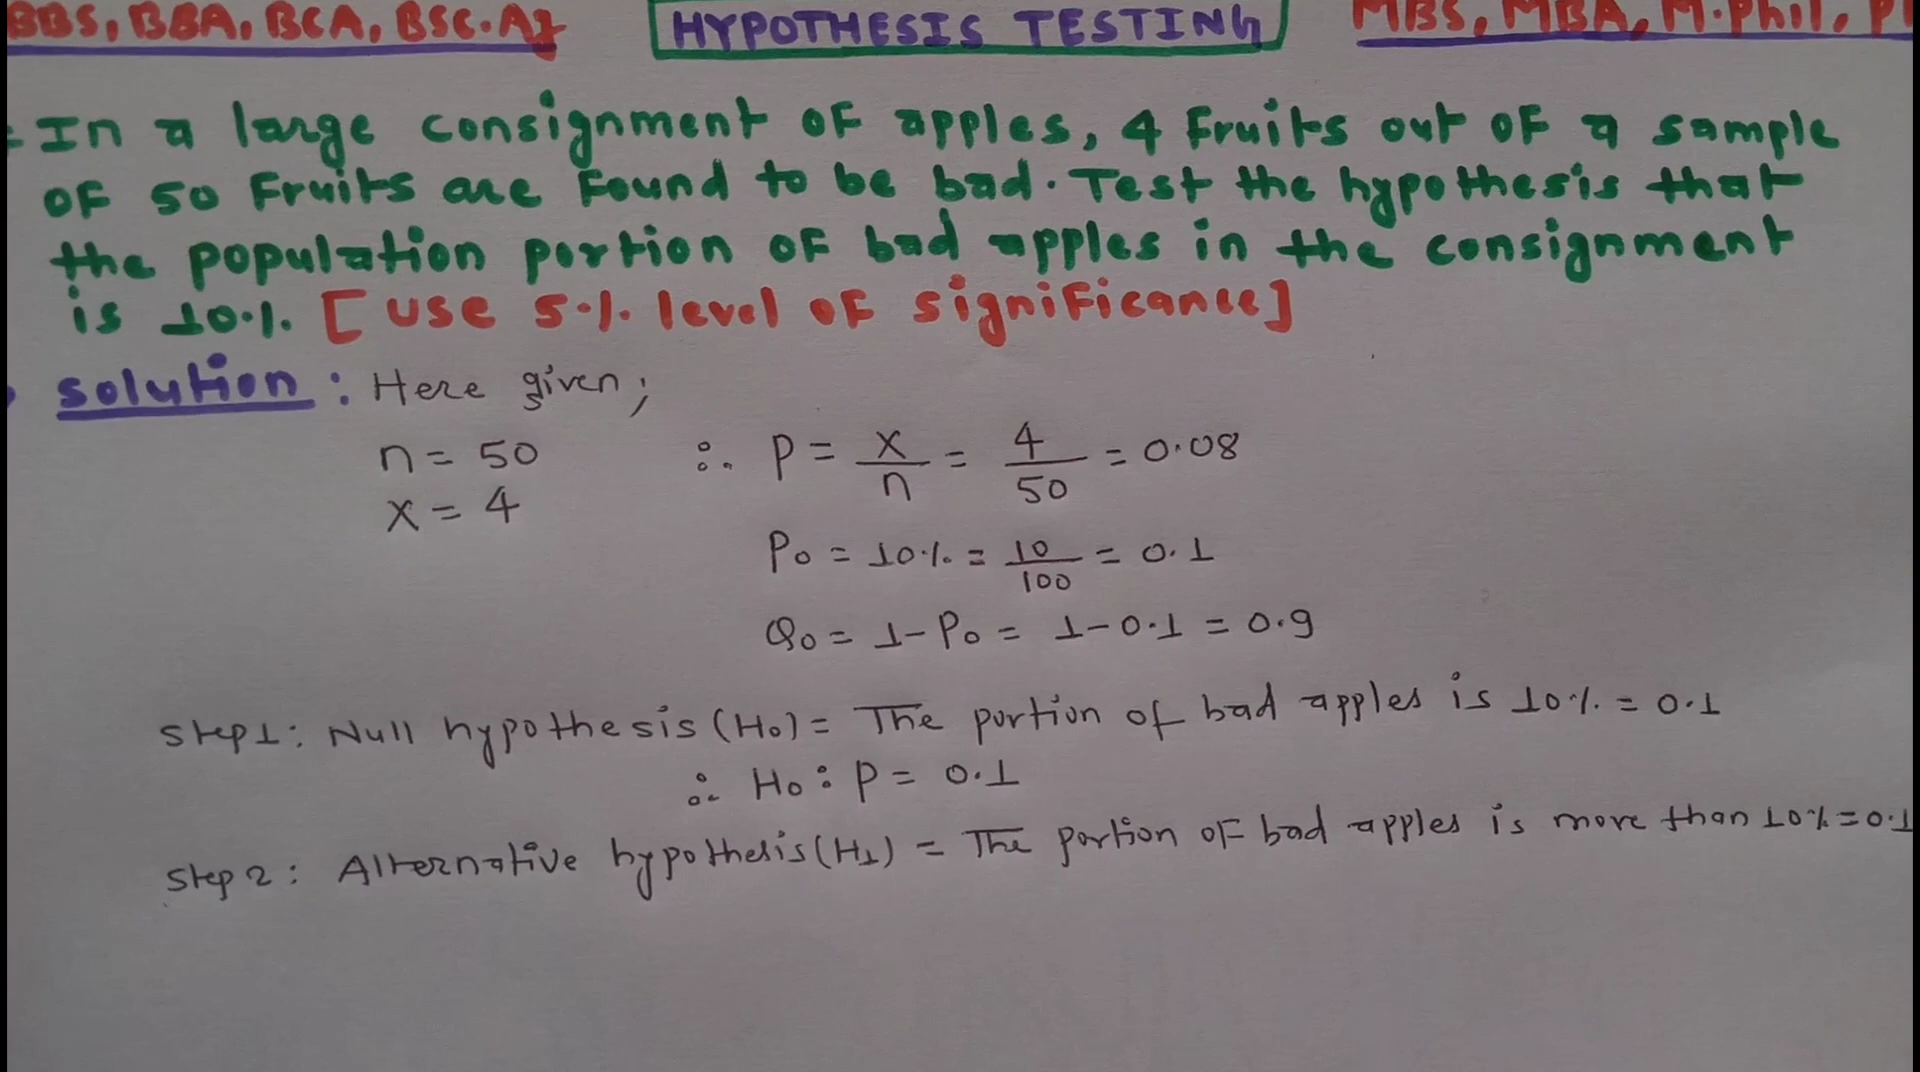 BBS, BBA, BCA, BSC. Ag
HYPOTHESIS TESTING
MBS, MBA, M.Phil,
In a large consignment of apples, 4 fruits out of a sample
of 50 fruits are found to be bad. Test the hypothesis that
the population portion of bad apples in the consignment
is 10%. [use 5% level of significance]
Solution: Here given;
n = 50
x = 4
∴ p = x/n = 4/50 = 0.08
P0 = 10% = 10/100 = 0.1
Q0 = 1 - P0 = 1 - 0.1 = 0.9
Step 1: Null hypothesis (H0) = The portion of bad apples is 10% = 0.1
∴ H0 : P = 0.1
Step 2: Alternative hypothesis (H1) = The portion of bad apples is more than 10% = 0.1